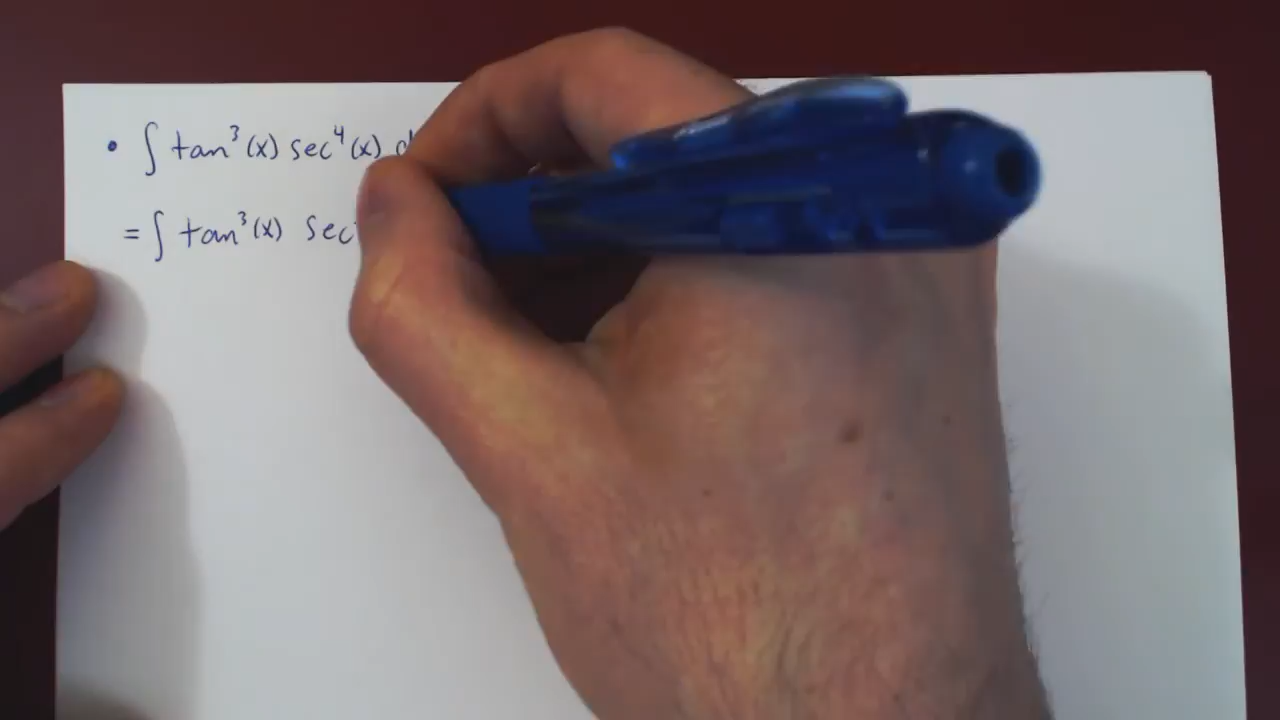 • ∫ tan³(x) sec⁴(x) d
= ∫ tan³(x) sec